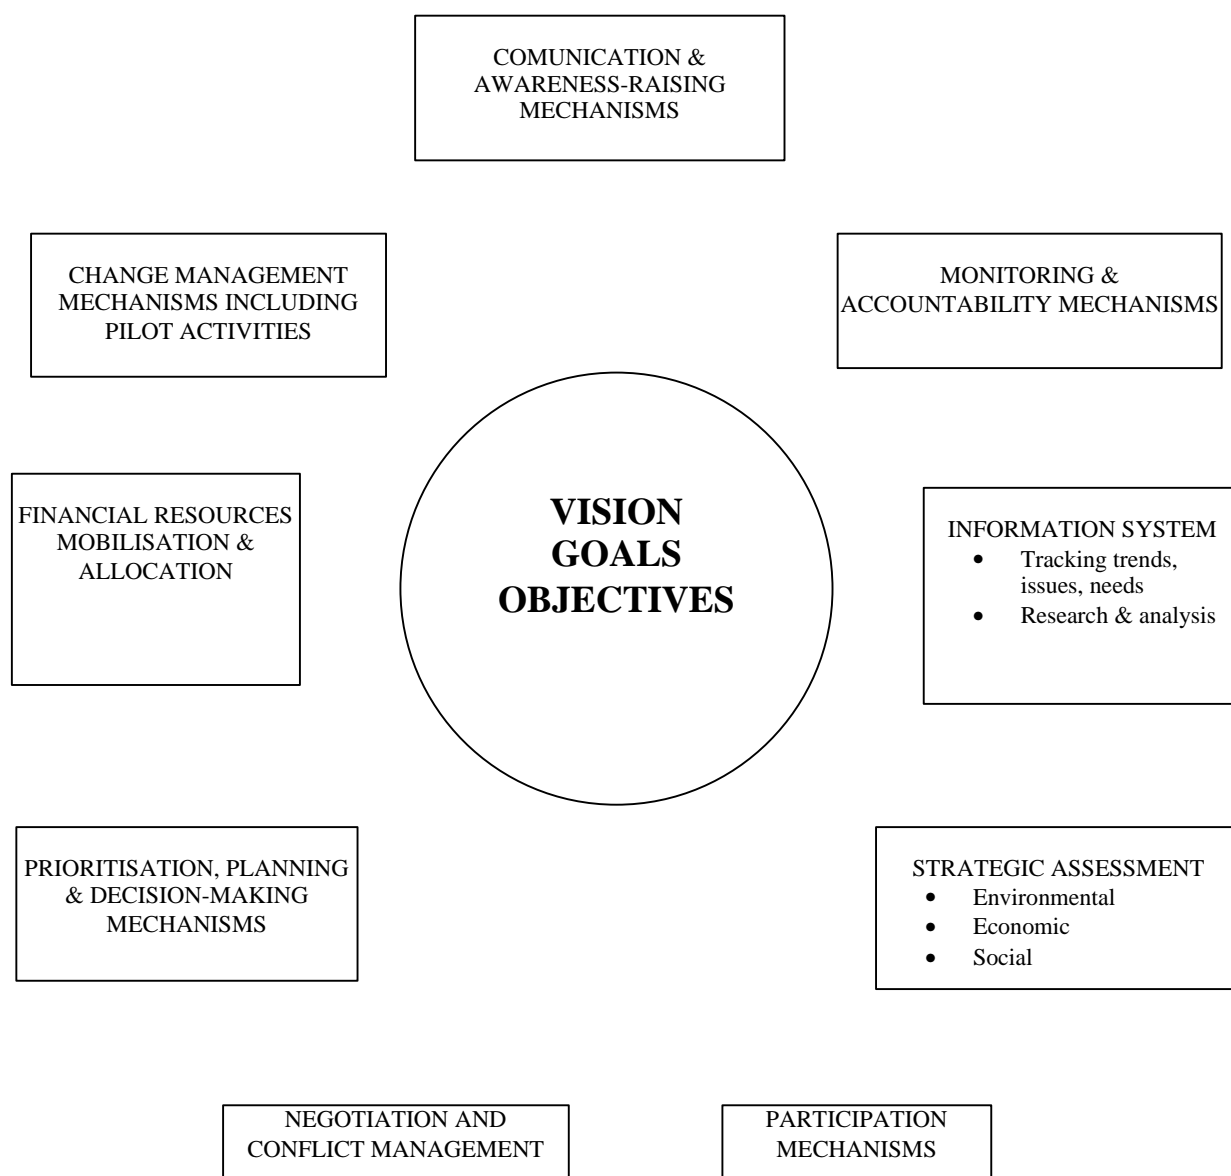 COMUNICATION &
AWARENESS-RAISING
MECHANISMS
CHANGE MANAGEMENT
MECHANISMS INCLUDING
PILOT ACTIVITIES
MONITORING &
ACCOUNTABILITY MECHANISMS
VISION
GOALS
OBJECTIVES
FINANCIAL RESOURCES
MOBILISATION &
ALLOCATION
INFORMATION SYSTEM
• Tracking trends,
issues, needs
• Research & analysis
PRIORITISATION, PLANNING
& DECISION-MAKING
MECHANISMS
STRATEGIC ASSESSMENT
• Environmental
• Economic
• Social
NEGOTIATION AND
CONFLICT MANAGEMENT
PARTICIPATION
MECHANISMS